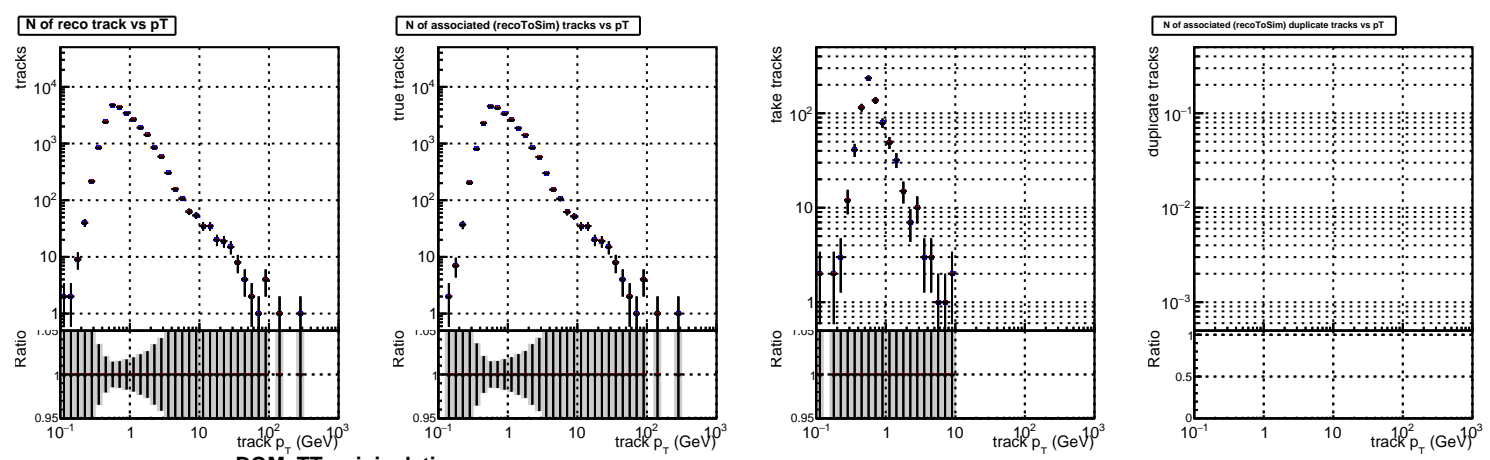 N of reco track vs pT
tracks
10⁴
10³
10²
10
1
Ratio
1.05
1
0.95
10⁻¹ 1 10 10² 10³
track p_T (GeV)
N of associated (recoToSim) tracks vs pT
true tracks
10⁴
10³
10²
10
1
Ratio
1.05
1
0.95
10⁻¹ 1 10 10² 10³
track p_T (GeV)
fake tracks
10²
10
1
Ratio
1.05
1
0.95
10⁻¹ 1 10 10² 10³
track p_T (GeV)
N of associated (recoToSim) duplicate tracks vs pT
duplicate tracks
10⁻¹
10⁻²
10⁻³
Ratio
1
0.5
0
10⁻¹ 1 10 10² 10³
track p_T (GeV)